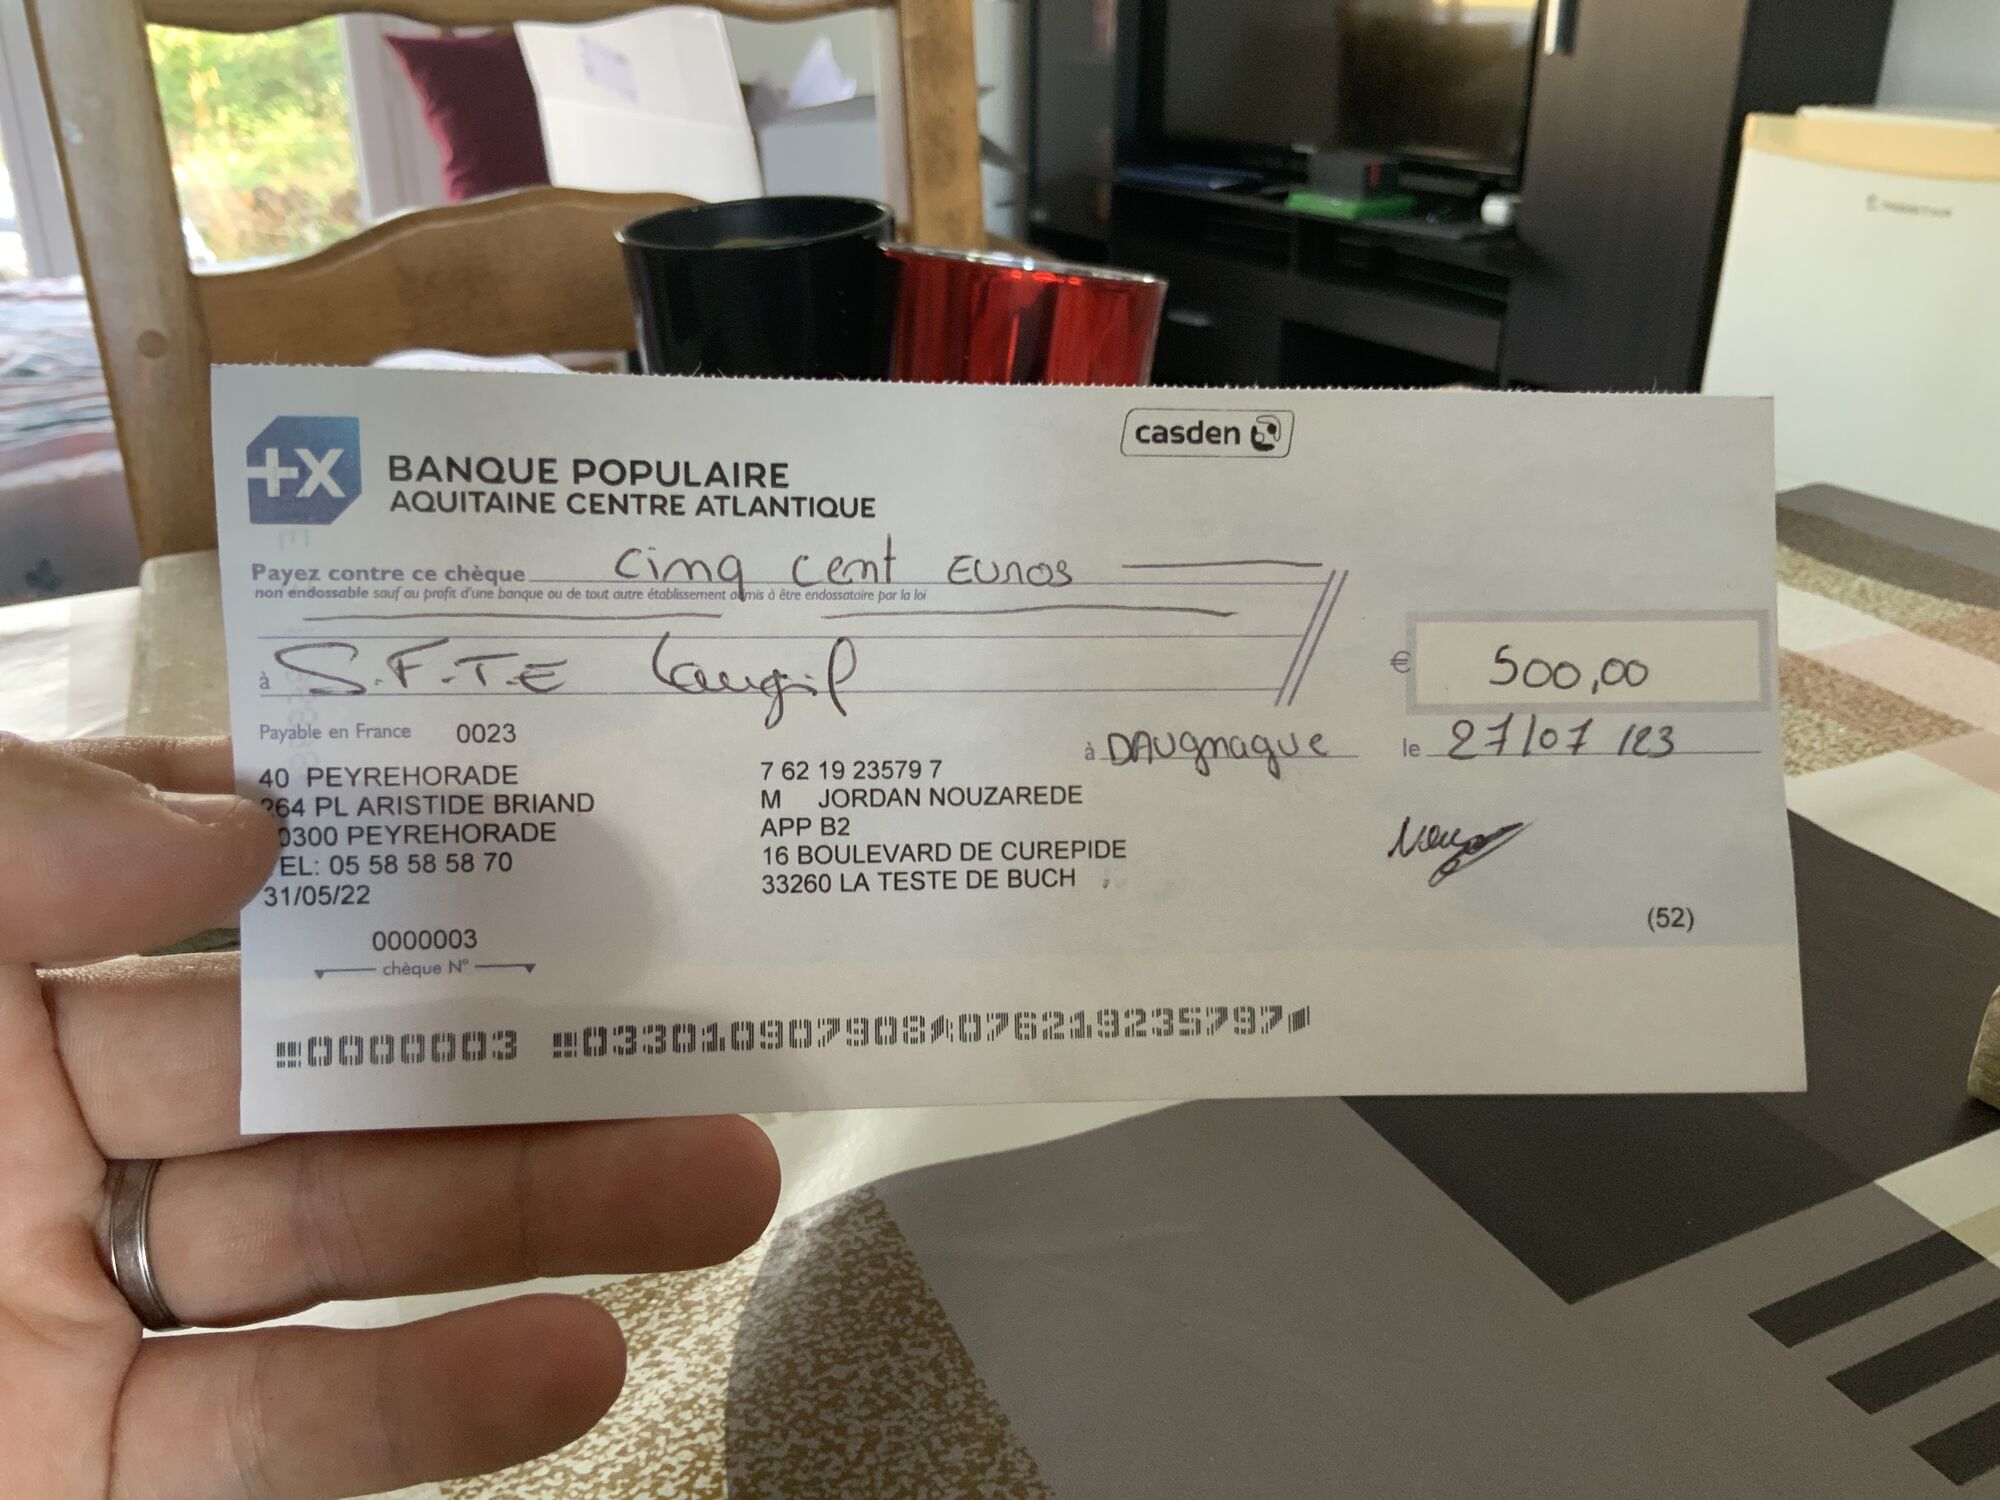 +X
BANQUE POPULAIRE
AQUITAINE CENTRE ATLANTIQUE
casden
Payez contre ce chèque cinq cent Euros
non endossable sauf au profit d'une banque ou de tout autre établissement admis à être endossataire par la loi
à S.F.T.E
€ 500,00
Payable en France 0023
à DAugnague le 27/07/23
40 PEYREHORADE
264 PL ARISTIDE BRIAND
0300 PEYREHORADE
EL: 05 58 58 58 70
31/05/22
7 62 19 23579 7
M JORDAN NOUZAREDE
APP B2
16 BOULEVARD DE CUREPIDE
33260 LA TESTE DE BUCH
(52)
0000003
chèque N°
0000003 033010907908 076219235797